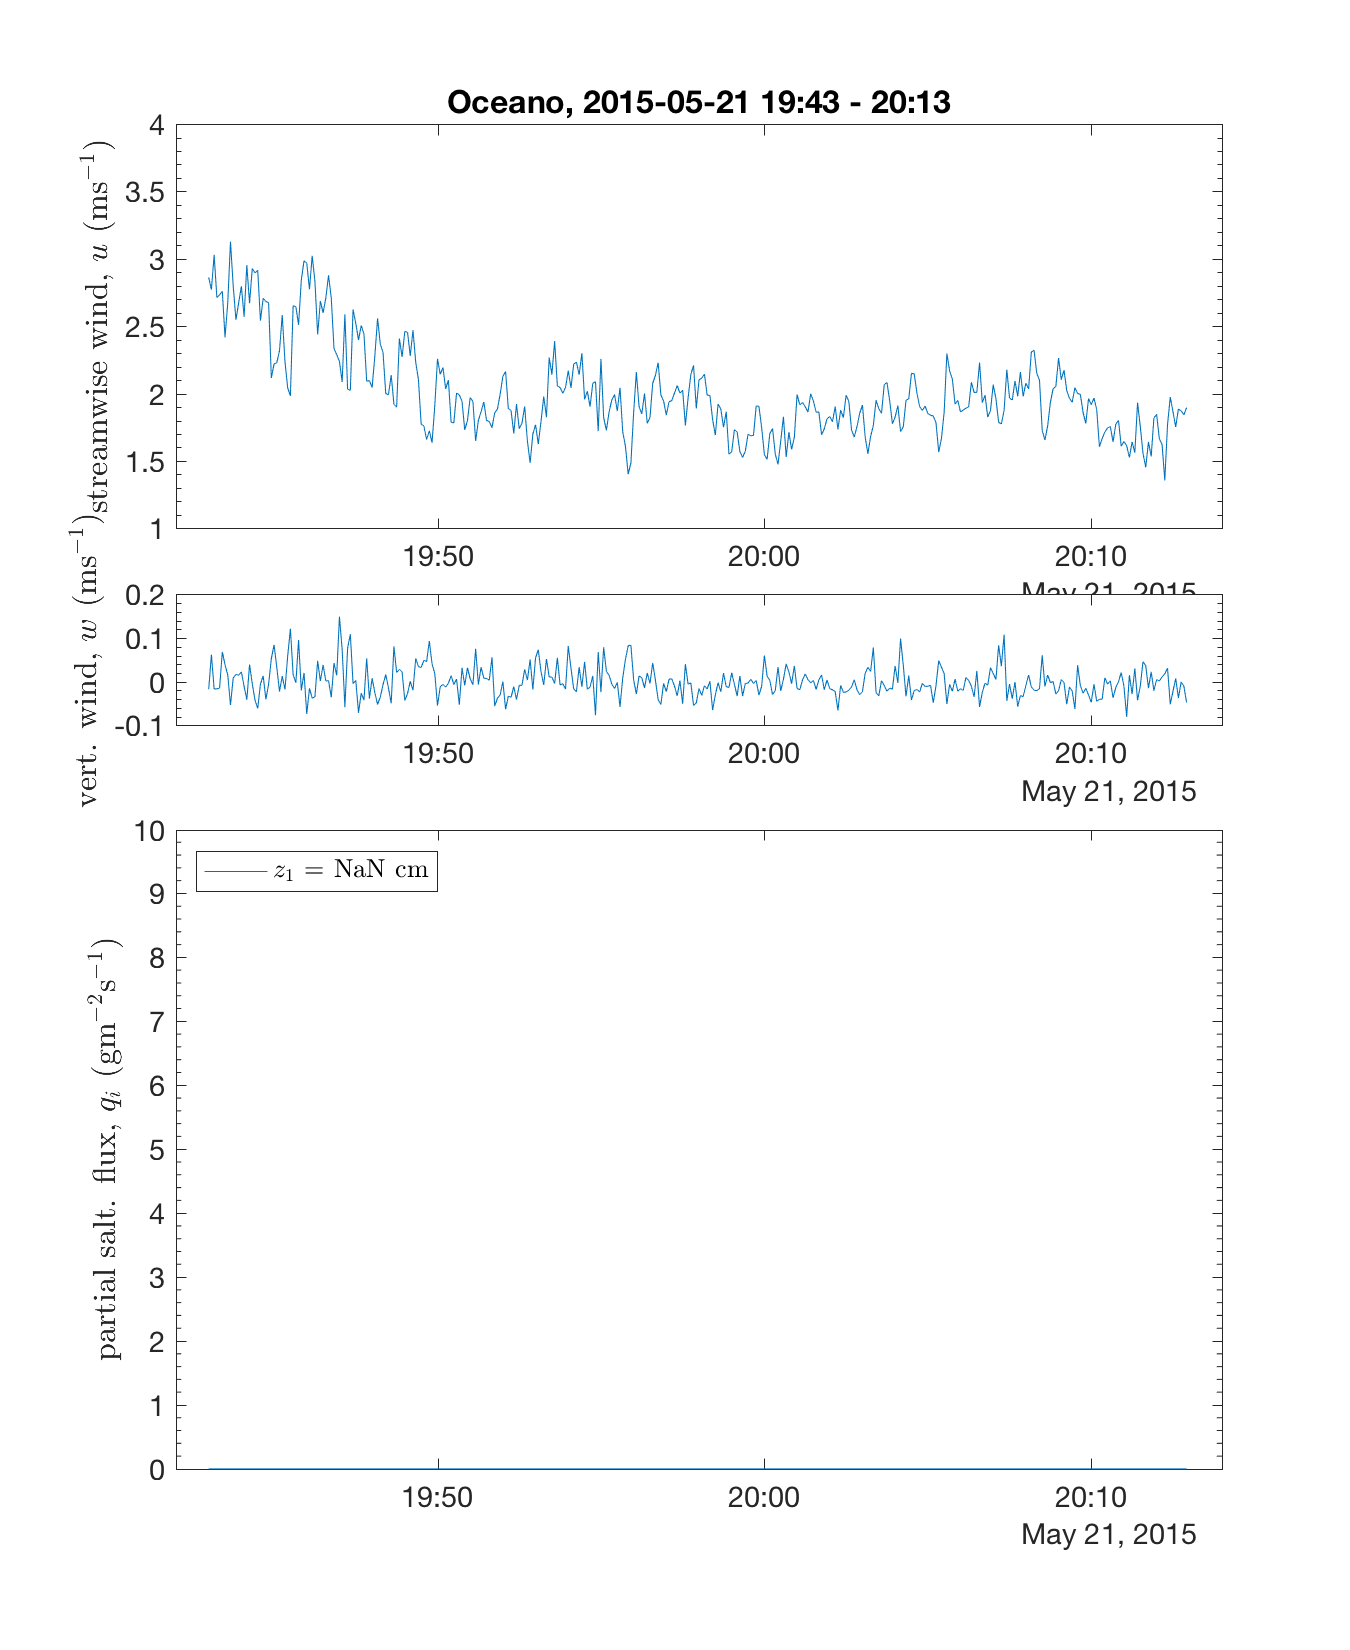 Oceano, 2015-05-21 19:43 - 20:13
4
3.5
3
2.5
2
1.5
1
streamwise wind, u (ms⁻¹)
19:50 20:00 20:10
May 21, 2015
0.2
0.1
0
-0.1
vert. wind, w (ms⁻¹)
19:50 20:00 20:10
May 21, 2015
10
9
8
7
6
5
4
3
2
1
0
z₁ = NaN cm
partial salt. flux, qᵢ (gm⁻²s⁻¹)
19:50 20:00 20:10
May 21, 2015